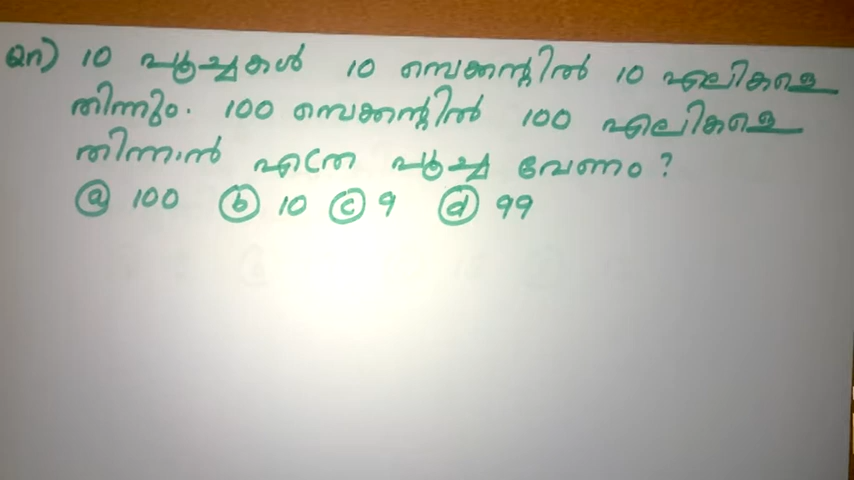 Qn) 10 പൂച്ചകൾ 10 സെക്കന്റിൽ 10 എലികളെ
തിന്നും. 100 സെക്കന്റിൽ 100 എലികളെ
തിന്നാൻ എത്ര പൂച്ച വേണം?
ⓐ 100 ⓑ 10 ⓒ 9 ⓓ 99